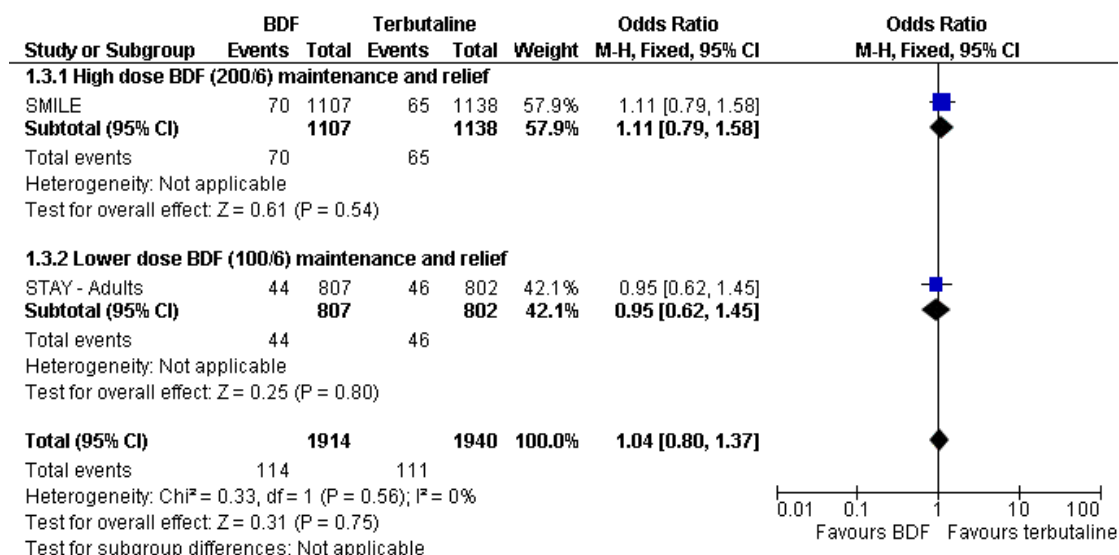 BDF Terbutaline Odds Ratio Odds Ratio
Study or Subgroup Events Total Events Total Weight M-H, Fixed, 95% CI M-H, Fixed, 95% CI
1.3.1 High dose BDF (200/6) maintenance and relief
SMILE 70 1107 65 1138 57.9% 1.11 [0.79, 1.58]
Subtotal (95% CI) 1107 1138 57.9% 1.11 [0.79, 1.58]
Total events 70 65
Heterogeneity: Not applicable
Test for overall effect: Z = 0.61 (P = 0.54)
1.3.2 Lower dose BDF (100/6) maintenance and relief
STAY - Adults 44 807 46 802 42.1% 0.95 [0.62, 1.45]
Subtotal (95% CI) 807 802 42.1% 0.95 [0.62, 1.45]
Total events 44 46
Heterogeneity: Not applicable
Test for overall effect: Z = 0.25 (P = 0.80)
Total (95% CI) 1914 1940 100.0% 1.04 [0.80, 1.37]
Total events 114 111
Heterogeneity: Chi² = 0.33, df = 1 (P = 0.56); I² = 0%
Test for overall effect: Z = 0.31 (P = 0.75)
Test for subgroup differences: Not applicable
0.01 0.1 1 10 100
Favours BDF Favours terbutaline